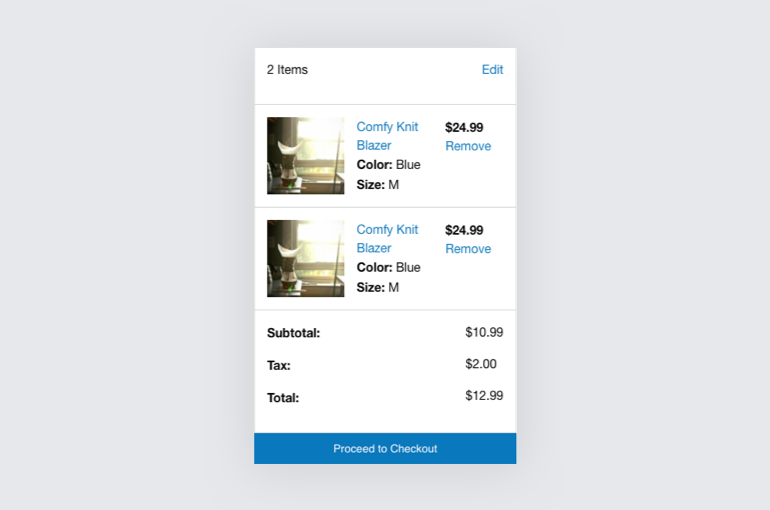 2 Items Edit
Comfy Knit $24.99
Blazer Remove
Color: Blue
Size: M
Comfy Knit $24.99
Blazer Remove
Color: Blue
Size: M
Subtotal: $10.99
Tax: $2.00
Total: $12.99
Proceed to Checkout